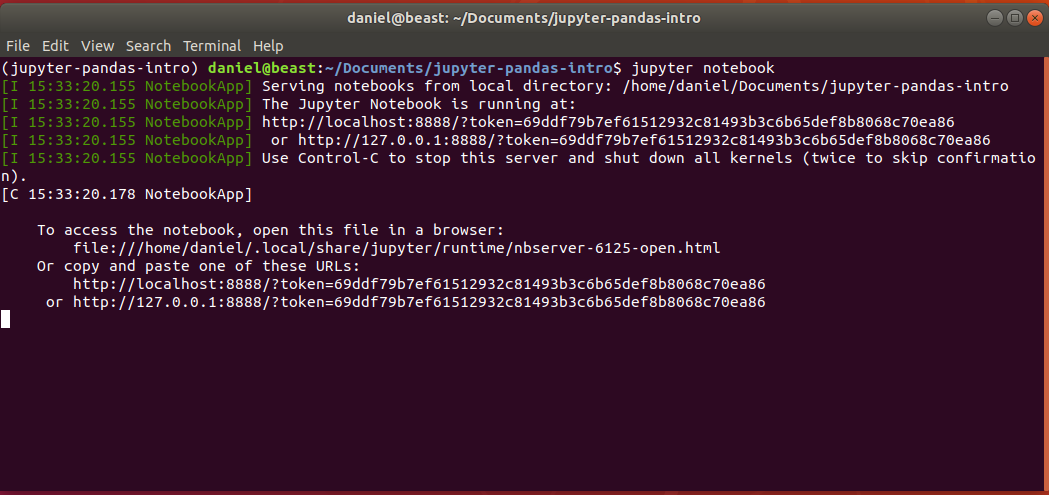 daniel@beast: ~/Documents/jupyter-pandas-intro
File Edit View Search Terminal Help
(jupyter-pandas-intro) daniel@beast:~/Documents/jupyter-pandas-intro$ jupyter notebook
[I 15:33:20.155 NotebookApp] Serving notebooks from local directory: /home/daniel/Documents/jupyter-pandas-intro
[I 15:33:20.155 NotebookApp] The Jupyter Notebook is running at:
[I 15:33:20.155 NotebookApp] http://localhost:8888/?token=69ddf79b7ef61512932c81493b3c6b65def8b8068c70ea86
[I 15:33:20.155 NotebookApp]  or http://127.0.0.1:8888/?token=69ddf79b7ef61512932c81493b3c6b65def8b8068c70ea86
[I 15:33:20.155 NotebookApp] Use Control-C to stop this server and shut down all kernels (twice to skip confirmatio
n).
[C 15:33:20.178 NotebookApp]
    To access the notebook, open this file in a browser:
        file:///home/daniel/.local/share/jupyter/runtime/nbserver-6125-open.html
    Or copy and paste one of these URLs:
        http://localhost:8888/?token=69ddf79b7ef61512932c81493b3c6b65def8b8068c70ea86
     or http://127.0.0.1:8888/?token=69ddf79b7ef61512932c81493b3c6b65def8b8068c70ea86